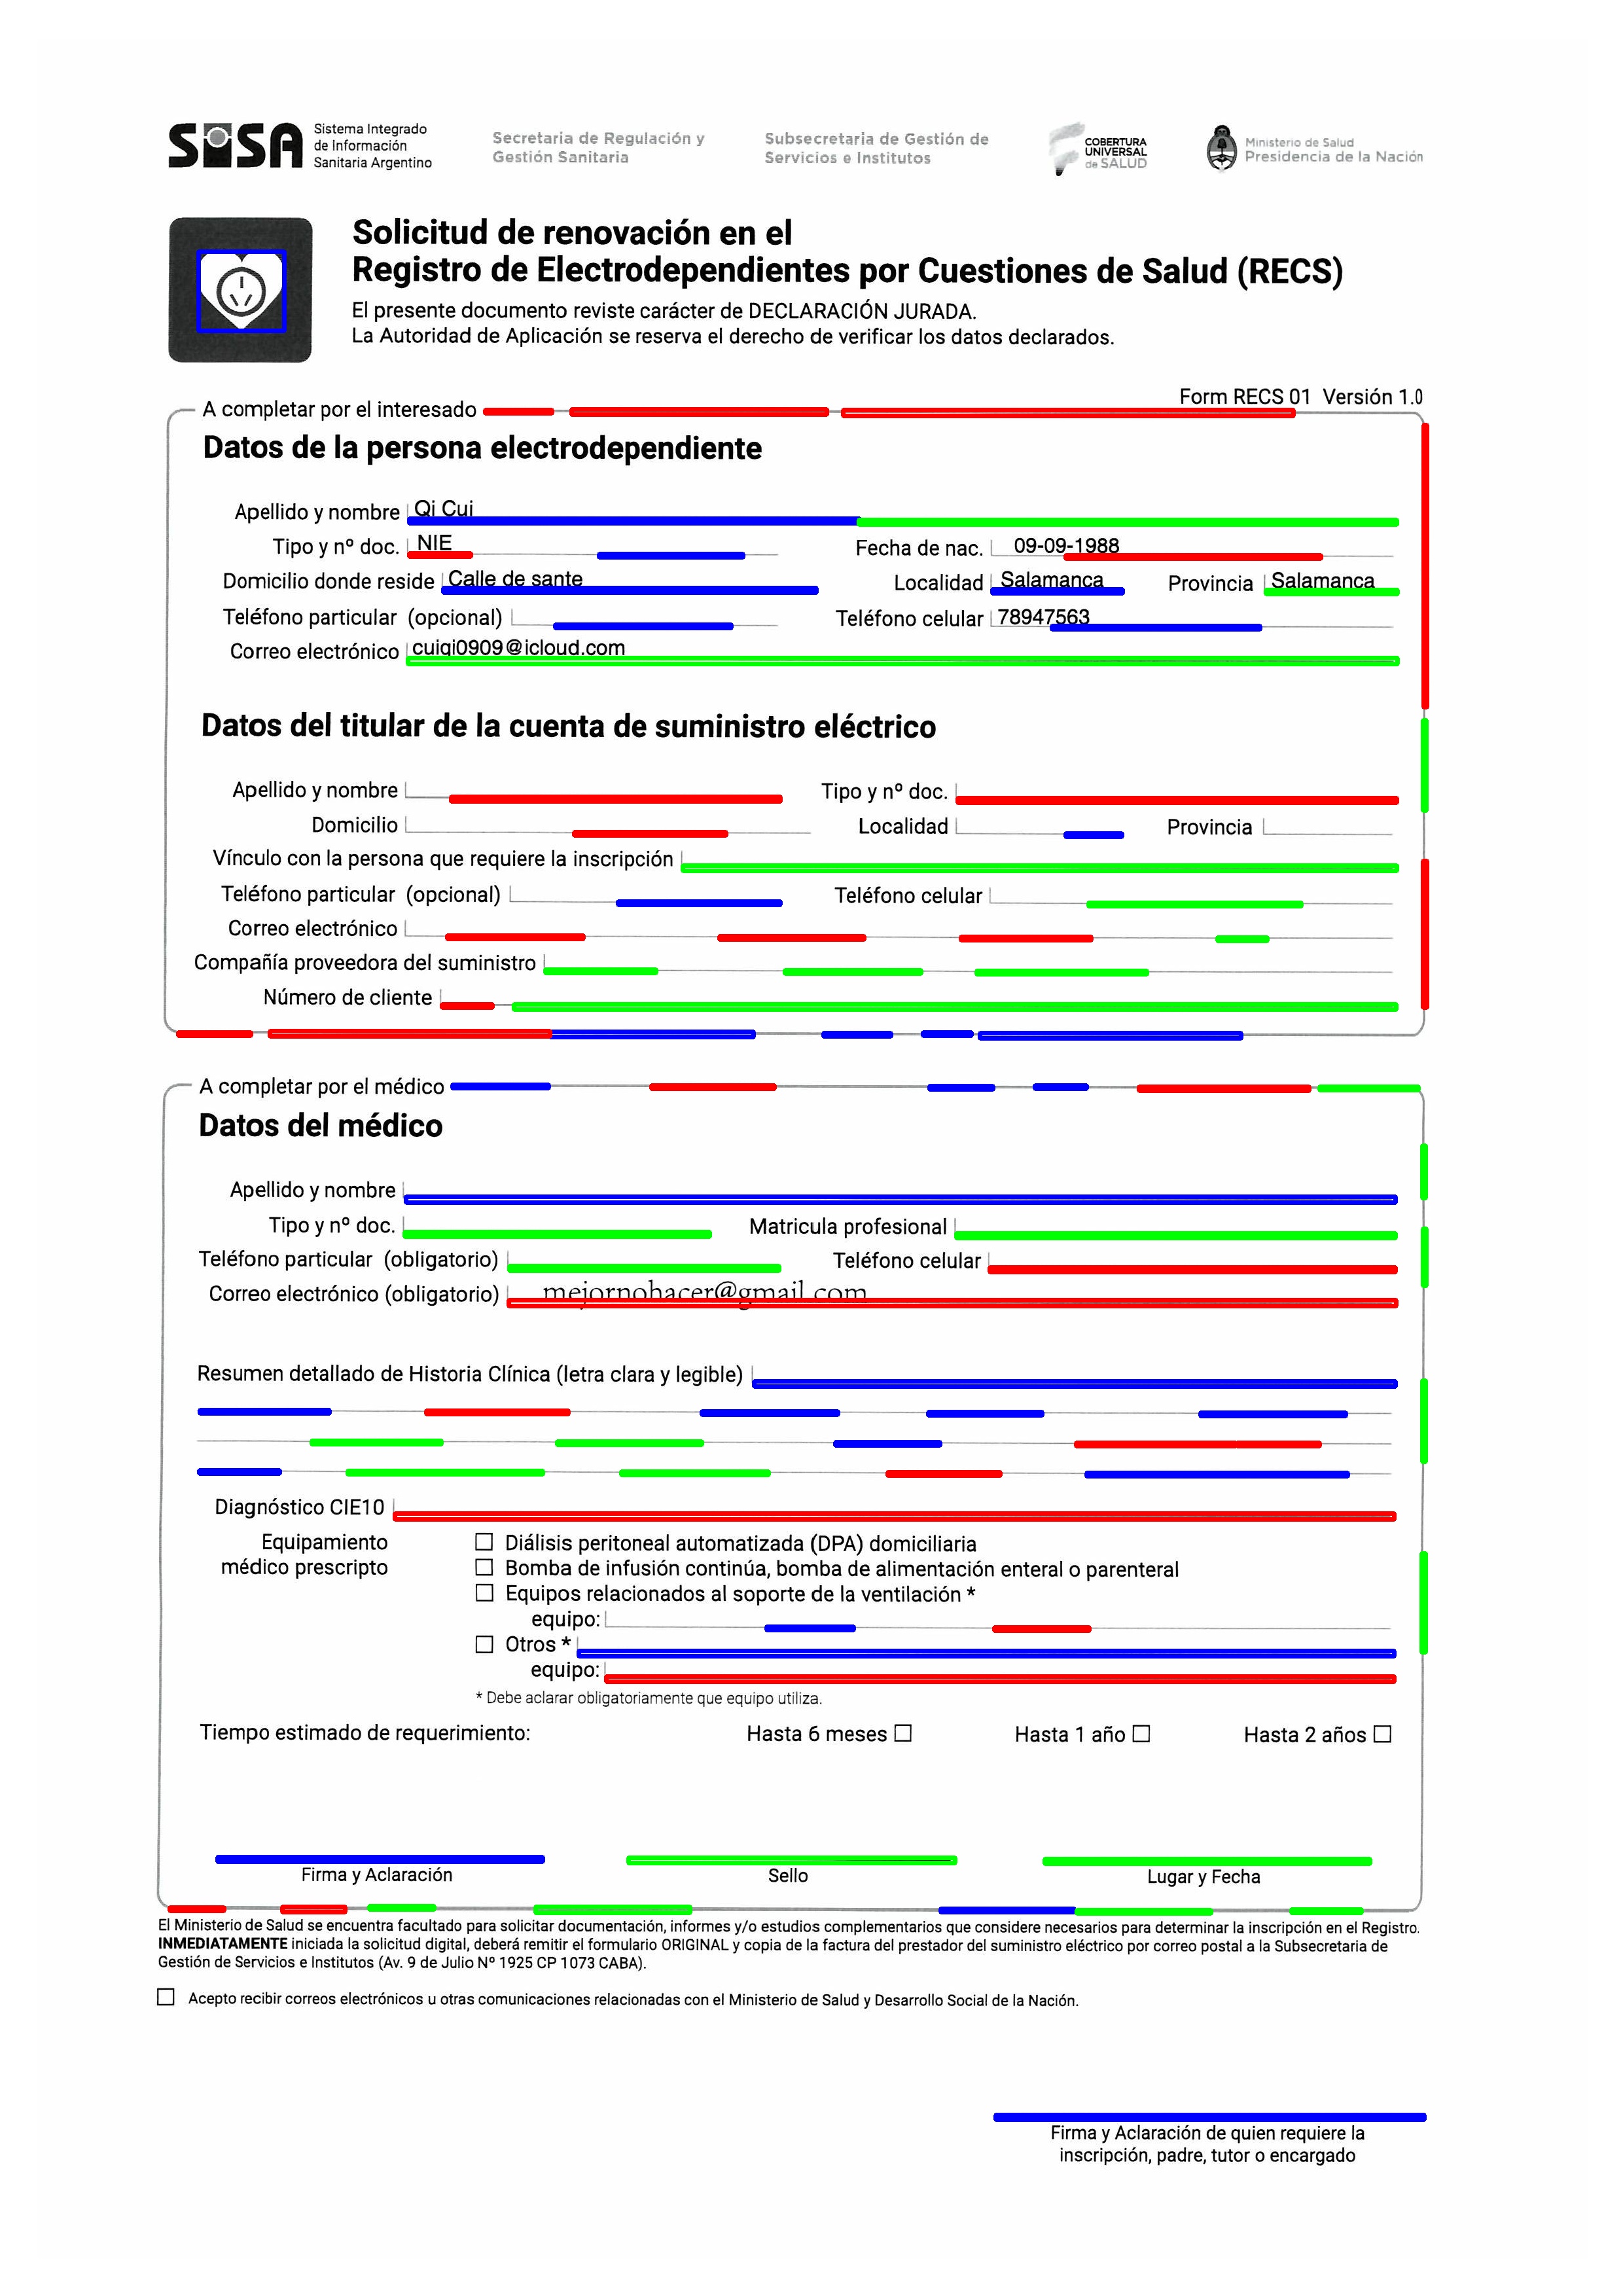 SISA
Sistema Integrado
de Información
Sanitaria Argentino
Secretaria de Regulación y
Gestión Sanitaria
Subsecretaria de Gestión de
Servicios e Institutos
COBERTURA
UNIVERSAL
de SALUD
Ministerio de Salud
Presidencia de la Nación
Solicitud de renovación en el
Registro de Electrodependientes por Cuestiones de Salud (RECS)
El presente documento reviste carácter de DECLARACIÓN JURADA.
La Autoridad de Aplicación se reserva el derecho de verificar los datos declarados.
Form RECS 01 Versión 1.0
A completar por el interesado
Datos de la persona electrodependiente
Apellido y nombre Qi Cui
Tipo y nº doc. NIE Fecha de nac. 09-09-1988
Domicilio donde reside Calle de sante Localidad Salamanca Provincia Salamanca
Teléfono particular (opcional) Teléfono celular 78947563
Correo electrónico cuiqi0909@icloud.com
Datos del titular de la cuenta de suministro eléctrico
Apellido y nombre Tipo y nº doc.
Domicilio Localidad Provincia
Vínculo con la persona que requiere la inscripción
Teléfono particular (opcional) Teléfono celular
Correo electrónico
Compañía proveedora del suministro
Número de cliente
A completar por el médico
Datos del médico
Apellido y nombre
Tipo y nº doc. Matricula profesional
Teléfono particular (obligatorio) Teléfono celular
Correo electrónico (obligatorio) mejornohacer@gmail.com
Resumen detallado de Historia Clínica (letra clara y legible)
Diagnóstico CIE10
Equipamiento
médico prescripto
Diálisis peritoneal automatizada (DPA) domiciliaria
Bomba de infusión continúa, bomba de alimentación enteral o parenteral
Equipos relacionados al soporte de la ventilación *
equipo:
Otros *
equipo:
* Debe aclarar obligatoriamente que equipo utiliza.
Tiempo estimado de requerimiento: Hasta 6 meses Hasta 1 año Hasta 2 años
Firma y Aclaración Sello Lugar y Fecha
El Ministerio de Salud se encuentra facultado para solicitar documentación, informes y/o estudios complementarios que considere necesarios para determinar la inscripción en el Registro.
INMEDIATAMENTE iniciada la solicitud digital, deberá remitir el formulario ORIGINAL y copia de la factura del prestador del suministro eléctrico por correo postal a la Subsecretaria de
Gestión de Servicios e Institutos (Av. 9 de Julio Nº 1925 CP 1073 CABA).
Acepto recibir correos electrónicos u otras comunicaciones relacionadas con el Ministerio de Salud y Desarrollo Social de la Nación.
Firma y Aclaración de quien requiere la
inscripción, padre, tutor o encargado